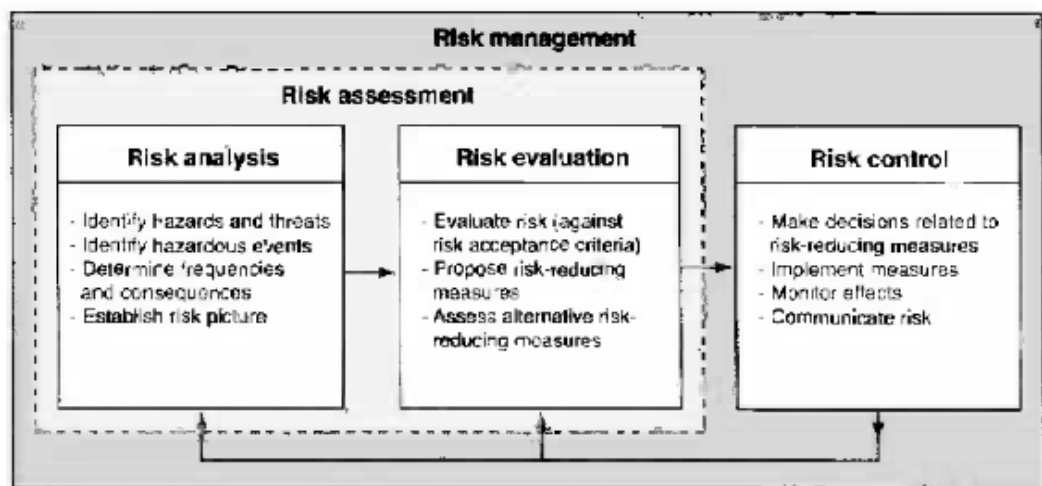 Risk management
Risk assessment
Risk analysis
- Identify hazards and threats
- Identify hazardous events
- Determine frequencies
and consequences
- Establish risk picture
Risk evaluation
- Evaluate risk (against
risk acceptance criteria)
- Propose risk-reducing
measures
- Assess alternative risk-
reducing measures
Risk control
- Make decisions related to
risk-reducing measures
- Implement measures
- Monitor effects
- Communicate risk